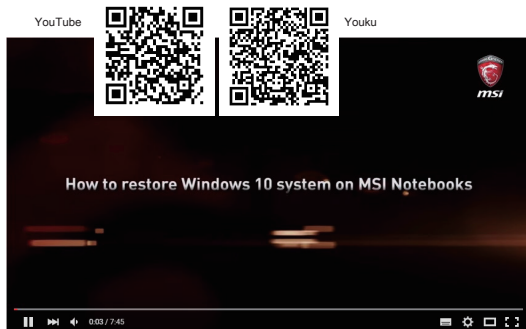 YouTube
Youku
msi
How to restore Windows 10 system on MSI Notebooks
0:03 / 7:45